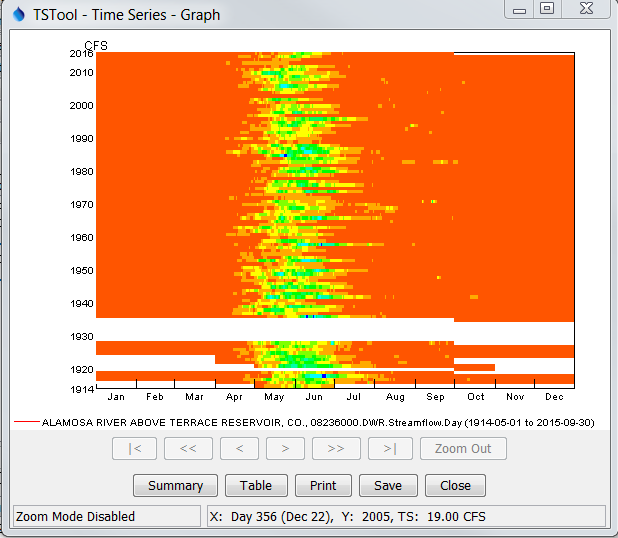 TSTool - Time Series - Graph
CFS
2016
2010
2000
1990
1980
1970
1960
1950
1940
1930
1920
1914
Jan Feb Mar Apr May Jun Jul Aug Sep Oct Nov Dec
ALAMOSA RIVER ABOVE TERRACE RESERVOIR, CO., 08236000.DWR.Streamflow.Day (1914-05-01 to 2015-09-30)
|< << < > >> >| Zoom Out
Summary Table Print Save Close
Zoom Mode Disabled X: Day 356 (Dec 22), Y: 2005, TS: 19.00 CFS